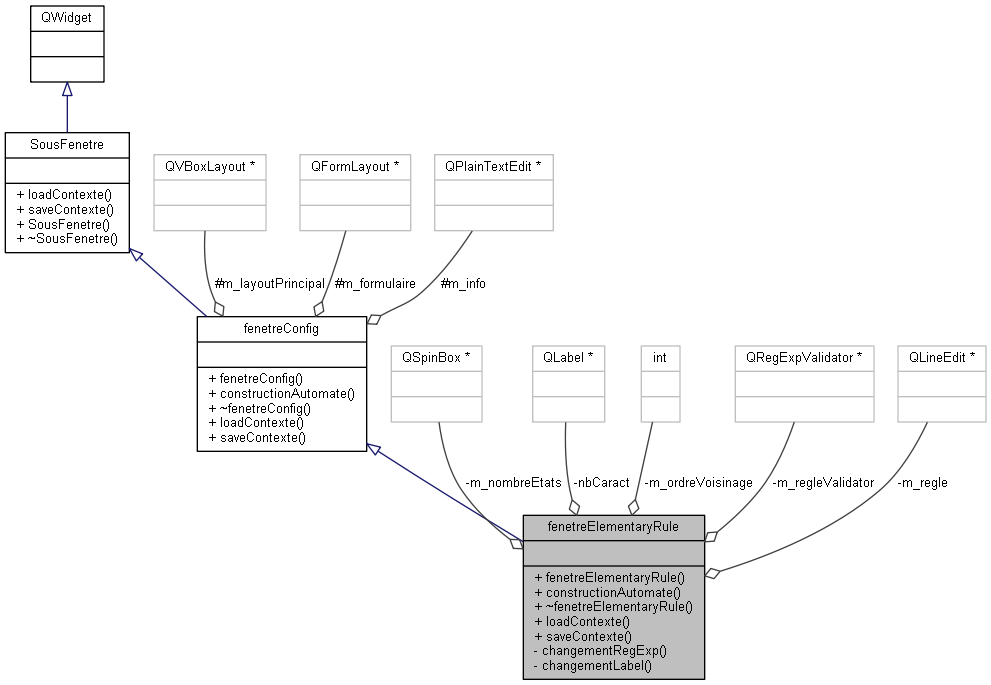 QWidget
SousFenetre
+ loadContexte()
+ saveContexte()
+ SousFenetre()
+ ~SousFenetre()
QVBoxLayout *
QFormLayout *
QPlainTextEdit *
#m_layoutPrincipal
#m_formulaire
#m_info
fenetreConfig
+ fenetreConfig()
+ constructionAutomate()
+ ~fenetreConfig()
+ loadContexte()
+ saveContexte()
QSpinBox *
QLabel *
int
QRegExpValidator *
QLineEdit *
-m_nombreEtats
-nbCaract
-m_ordreVoisinage
-m_regleValidator
-m_regle
fenetreElementaryRule
+ fenetreElementaryRule()
+ constructionAutomate()
+ ~fenetreElementaryRule()
+ loadContexte()
+ saveContexte()
- changementRegExp()
- changementLabel()